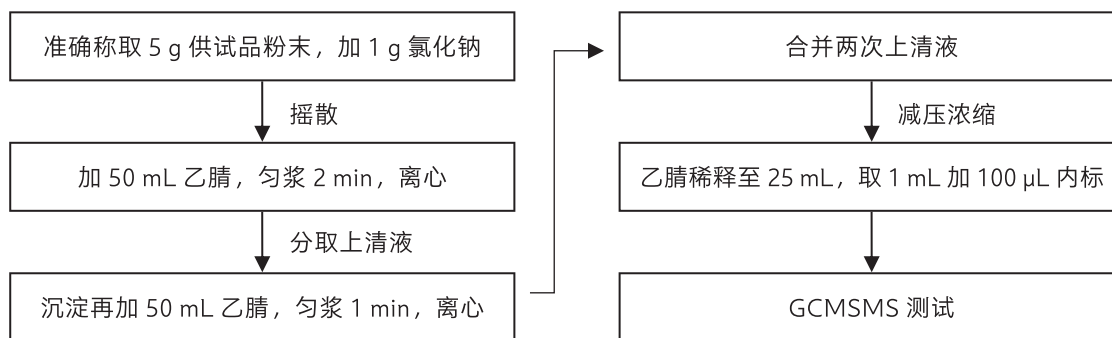 准确称取 5 g 供试品粉末，加 1 g 氯化钠
摇散
加 50 mL 乙腈，匀浆 2 min，离心
分取上清液
沉淀再加 50 mL 乙腈，匀浆 1 min，离心
合并两次上清液
减压浓缩
乙腈稀释至 25 mL，取 1 mL 加 100 μL 内标
GCMSMS 测试